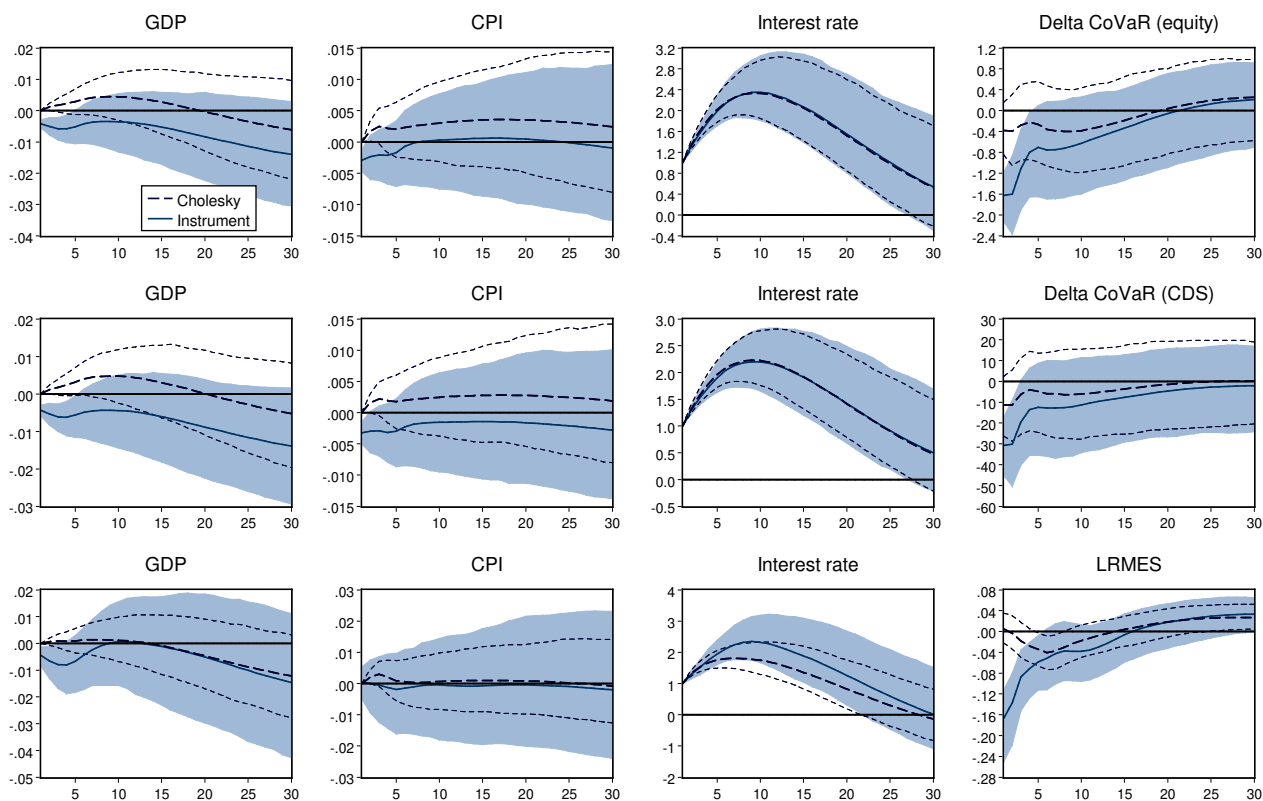 GDP CPI Interest rate Delta CoVaR (equity)
.02 .015 3.2 1.2
.01 .010 2.8 0.8
.00 .005 2.4 0.4
-.01 .000 2.0 0.0
-.02 -.005 1.6 -0.4
-.03 -.010 1.2 -0.8
-.04 -.015 0.8 -1.2
0.4 -1.6
0.0 -2.0
-0.4 -2.4
Cholesky
Instrument
5 10 15 20 25 30 5 10 15 20 25 30 5 10 15 20 25 30 5 10 15 20 25 30
GDP CPI Interest rate Delta CoVaR (CDS)
.02 .015 3.0 30
.01 .010 2.5 20
.00 .005 2.0 10
-.01 .000 1.5 0
-.02 -.005 1.0 -10
-.03 -.010 0.5 -20
-.015 0.0 -30
-0.5 -40
-50
-60
5 10 15 20 25 30 5 10 15 20 25 30 5 10 15 20 25 30 5 10 15 20 25 30
GDP CPI Interest rate LRMES
.02 .03 4 .08
.01 .02 3 .04
.00 .01 2 .00
-.01 .00 1 -.04
-.02 -.01 0 -.08
-.03 -.02 -1 -.12
-.04 -.03 -2 -.16
-.05 -.20
-.24
-.28
5 10 15 20 25 30 5 10 15 20 25 30 5 10 15 20 25 30 5 10 15 20 25 30